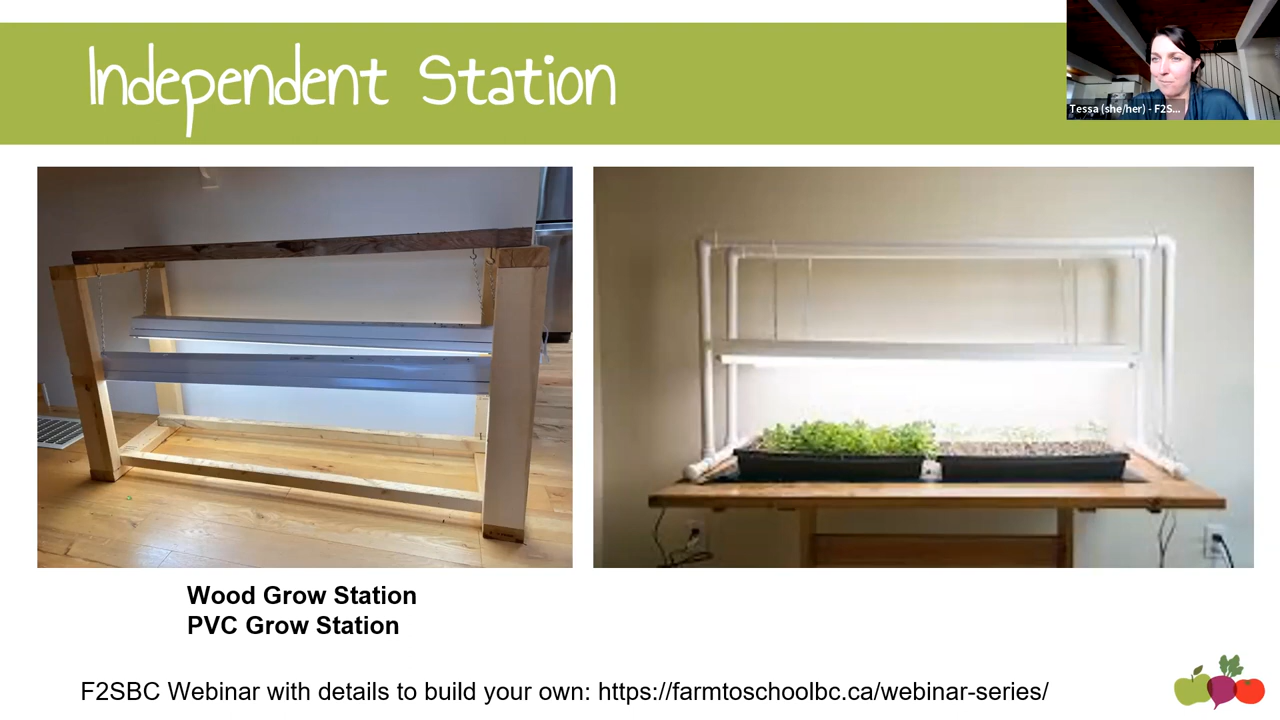 Independent Station
Tessa (she/her) - F2S...
Wood Grow Station
PVC Grow Station
F2SBC Webinar with details to build your own: https://farmtoschoolbc.ca/webinar-series/